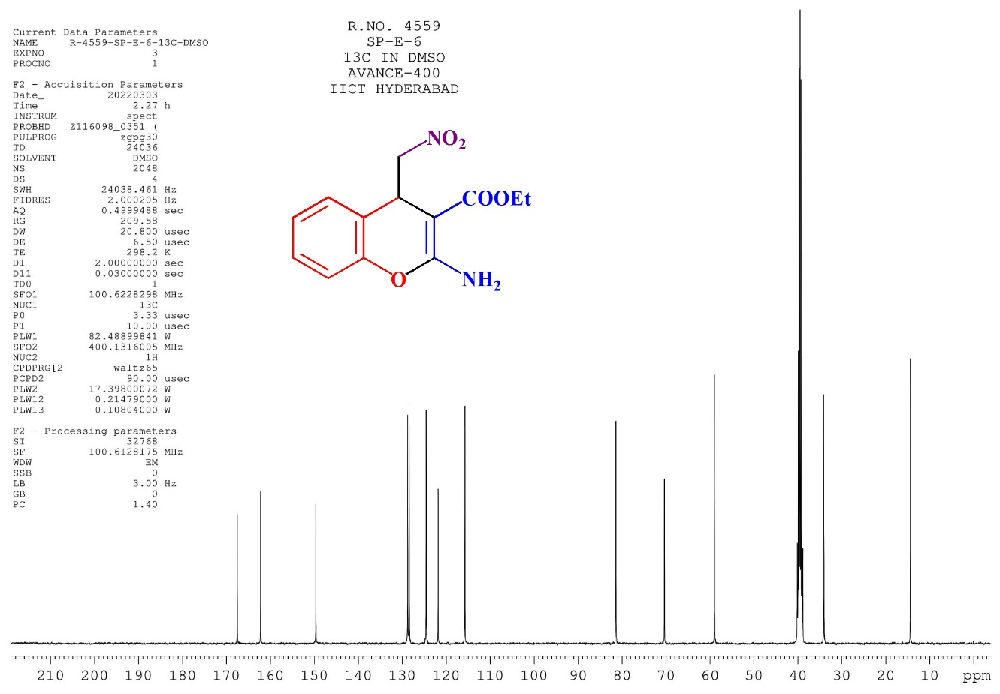 Current Data Parameters
NAME R-4559-SP-E-6-13C-DMSO
EXPNO 3
PROCNO 1
F2 - Acquisition Parameters
Date_ 20220303
Time 2.27 h
INSTRUM spect
PROBHD Z116098_0351 (
PULPROG zgpg30
TD 24036
SOLVENT DMSO
NS 2048
DS 4
SWH 24038.461 Hz
FIDRES 2.000205 Hz
AQ 0.4999488 sec
RG 209.58
DW 20.800 usec
DE 6.50 usec
TE 298.2 K
D1 2.00000000 sec
D11 0.03000000 sec
TD0 1
SFO1 100.6228298 MHz
NUC1 13C
P0 3.33 usec
P1 10.00 usec
PLW1 82.48899841 W
SFO2 400.1316005 MHz
NUC2 1H
CPDPRG[2 waltz65
PCPD2 90.00 usec
PLW2 17.39800072 W
PLW12 0.21479000 W
PLW13 0.10804000 W
F2 - Processing parameters
SI 32768
SF 100.6128175 MHz
WDW EM
SSB 0
LB 3.00 Hz
GB 0
PC 1.40
R.NO. 4559
SP-E-6
13C IN DMSO
AVANCE-400
IICT HYDERABAD
NO2
COOEt
O
NH2
210 200 190 180 170 160 150 140 130 120 110 100 90 80 70 60 50 40 30 20 10 ppm